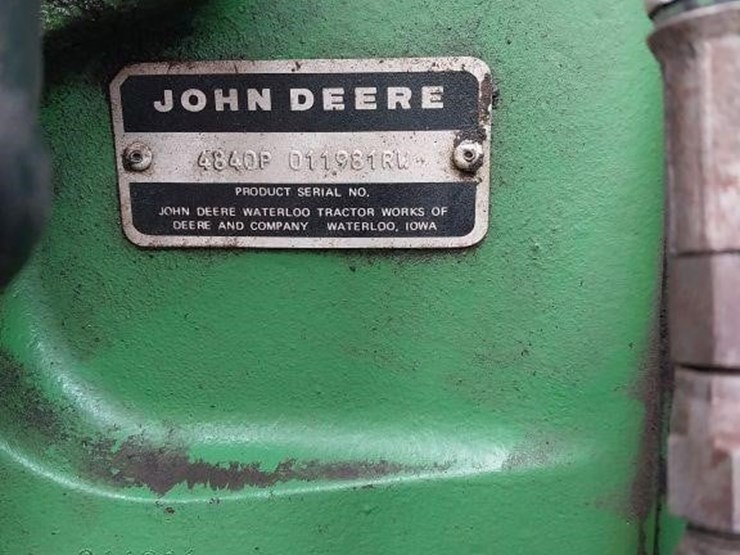 JOHN DEERE
4840P 011981RW
PRODUCT SERIAL NO.
JOHN DEERE WATERLOO TRACTOR WORKS OF
DEERE AND COMPANY WATERLOO, IOWA